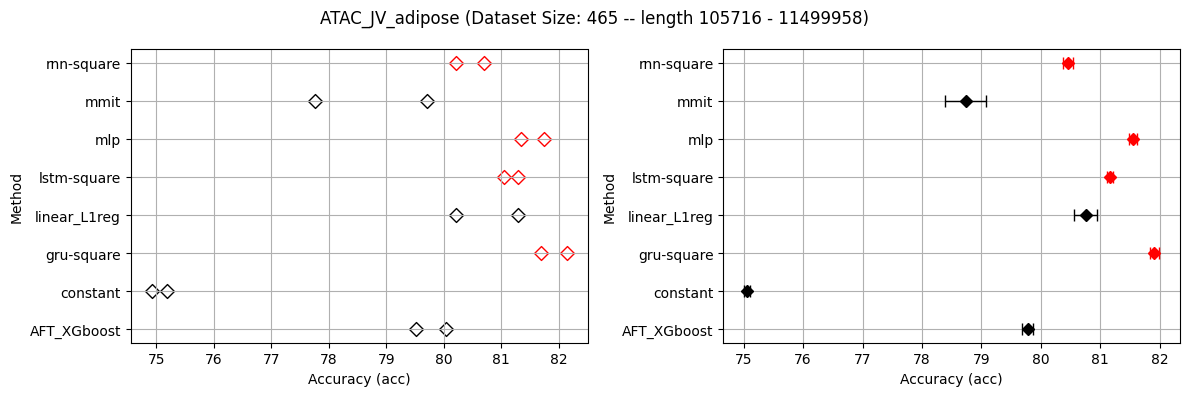 ATAC_JV_adipose (Dataset Size: 465 -- length 105716 - 11499958)
Method
rnn-square
mmit
mlp
lstm-square
linear_L1reg
gru-square
constant
AFT_XGboost
75 76 77 78 79 80 81 82
Accuracy (acc)
Method
rnn-square
mmit
mlp
lstm-square
linear_L1reg
gru-square
constant
AFT_XGboost
75 76 77 78 79 80 81 82
Accuracy (acc)